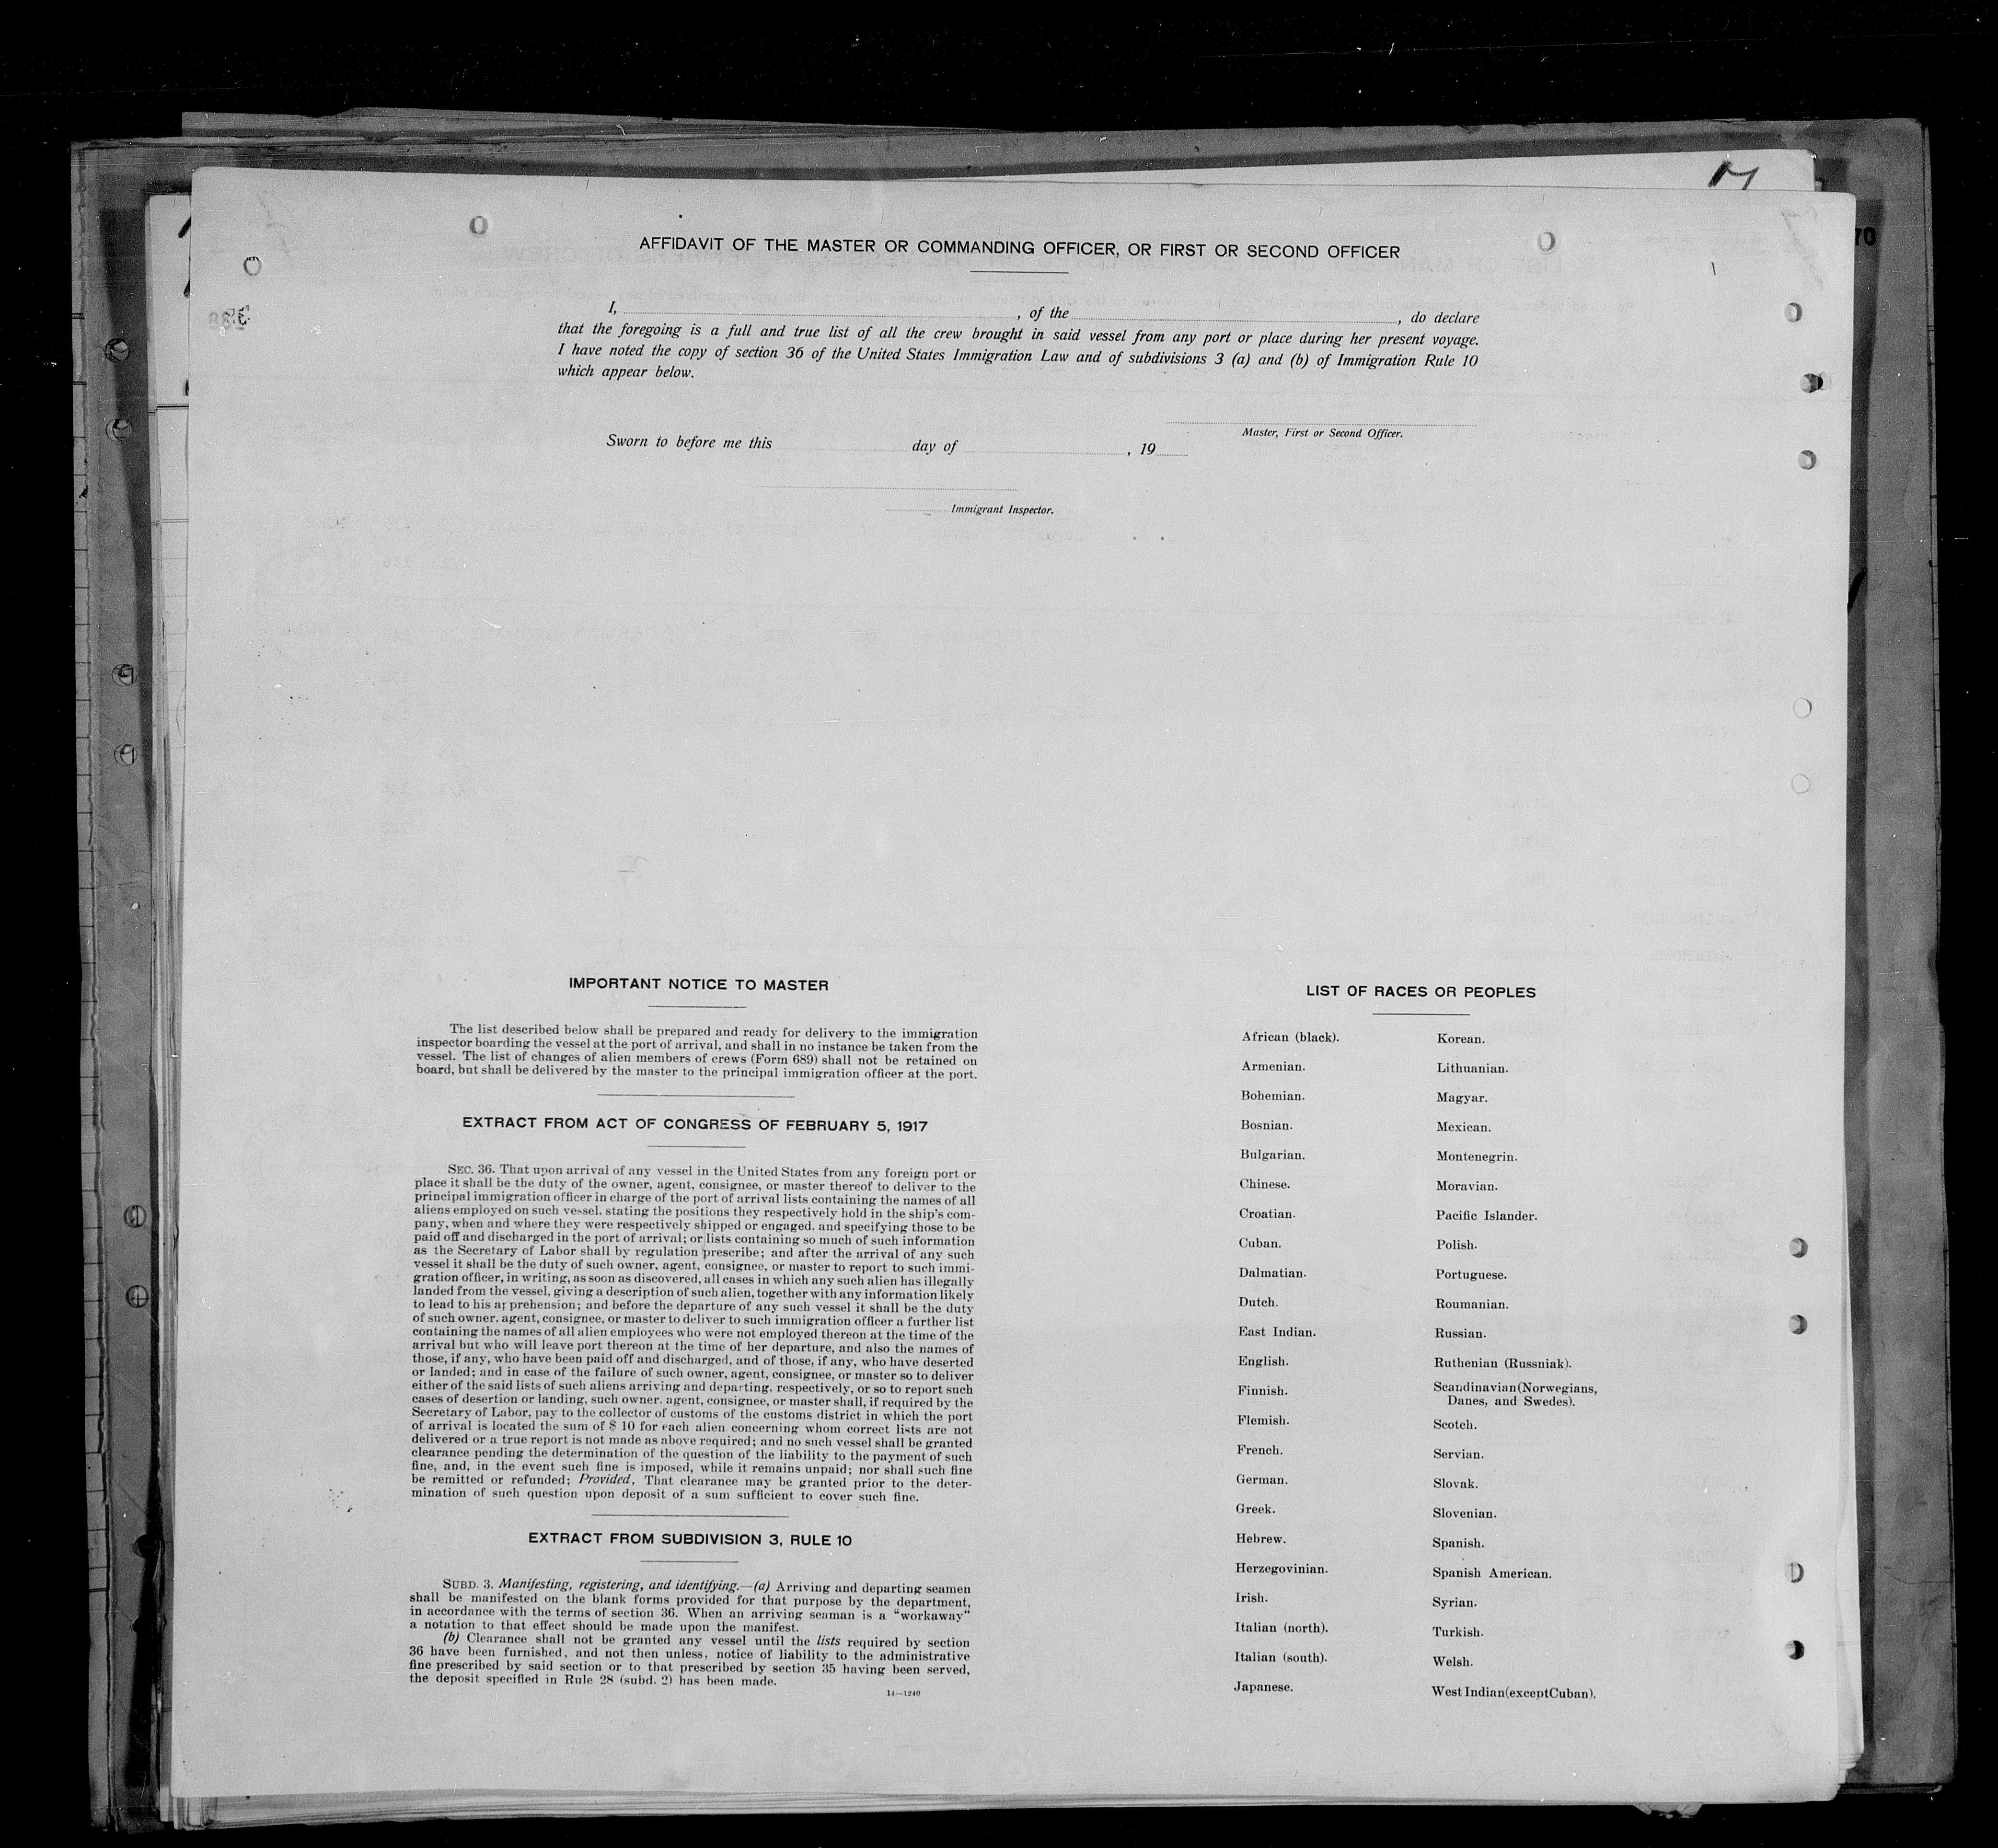 AFFIDAVIT OF THE MASTER OR COMMANDING OFFICER, OR FIRST OR SECOND OFFICER
I, , of the , do declare
that the foregoing is a full and true list of all the crew brought in said vessel from any port or place during her present voyage.
I have noted the copy of section 36 of the United States Immigration Law and of subdivisions 3 (a) and (b) of Immigration Rule 10
which appear below.
Master, First or Second Officer.
Sworn to before me this day of , 19
Immigrant Inspector.
IMPORTANT NOTICE TO MASTER
The list described below shall be prepared and ready for delivery to the immigration
inspector boarding the vessel at the port of arrival, and shall in no instance be taken from the
vessel. The list of changes of alien members of crews (Form 689) shall not be retained on
board, but shall be delivered by the master to the principal immigration officer at the port.
EXTRACT FROM ACT OF CONGRESS OF FEBRUARY 5, 1917
SEC. 36. That upon arrival of any vessel in the United States from any foreign port or
place it shall be the duty of the owner, agent, consignee, or master thereof to deliver to the
principal immigration officer in charge of the port of arrival lists containing the names of all
aliens employed on such vessel, stating the positions they respectively hold in the ship's com-
pany, when and where they were respectively shipped or engaged, and specifying those to be
paid off and discharged in the port of arrival; or lists containing so much of such information
as the Secretary of Labor shall by regulation prescribe; and after the arrival of any such
vessel it shall be the duty of such owner, agent, consignee, or master to report to such immi-
gration officer, in writing, as soon as discovered, all cases in which any such alien has illegally
landed from the vessel, giving a description of such alien, together with any information likely
to lead to his apprehension; and before the departure of any such vessel it shall be the duty
of such owner, agent, consignee, or master to deliver to such immigration officer a further list
containing the names of all alien employees who were not employed thereon at the time of the
arrival but who will leave port thereon at the time of her departure, and also the names of
those, if any, who have been paid off and discharged, and of those, if any, who have deserted
or landed; and in case of the failure of such owner, agent, consignee, or master so to deliver
either of the said lists of such aliens arriving and departing, respectively, or so to report such
cases of desertion or landing, such owner, agent, consignee, or master shall, if required by the
Secretary of Labor, pay to the collector of customs of the customs district in which the port
of arrival is located the sum of $ 10 for each alien concerning whom correct lists are not
delivered or a true report is not made as above required; and no such vessel shall be granted
clearance pending the determination of the question of the liability to the payment of such
fine, and, in the event such fine is imposed, while it remains unpaid; nor shall such fine
be remitted or refunded; Provided, That clearance may be granted prior to the deter-
mination of such question upon deposit of a sum sufficient to cover such fine.
EXTRACT FROM SUBDIVISION 3, RULE 10
SUBD. 3. Manifesting, registering, and identifying.—(a) Arriving and departing seamen
shall be manifested on the blank forms provided for that purpose by the department,
in accordance with the terms of section 36. When an arriving seaman is a "workaway"
a notation to that effect should be made upon the manifest.
(b) Clearance shall not be granted any vessel until the lists required by section
36 have been furnished, and not then unless, notice of liability to the administrative
fine prescribed by said section or to that prescribed by section 35 having been served,
the deposit specified in Rule 28 (subd. 2) has been made.
14—1240
LIST OF RACES OR PEOPLES
African (black).
Armenian.
Bohemian.
Bosnian.
Bulgarian.
Chinese.
Croatian.
Cuban.
Dalmatian.
Dutch.
East Indian.
English.
Finnish.
Flemish.
French.
German.
Greek.
Hebrew.
Herzegovinian.
Irish.
Italian (north).
Italian (south).
Japanese.
Korean.
Lithuanian.
Magyar.
Mexican.
Montenegrin.
Moravian.
Pacific Islander.
Polish.
Portuguese.
Roumanian.
Russian.
Ruthenian (Russniak).
Scandinavian (Norwegians,
Danes, and Swedes).
Scotch.
Servian.
Slovak.
Slovenian.
Spanish.
Spanish American.
Syrian.
Turkish.
Welsh.
West Indian (except Cuban).
70